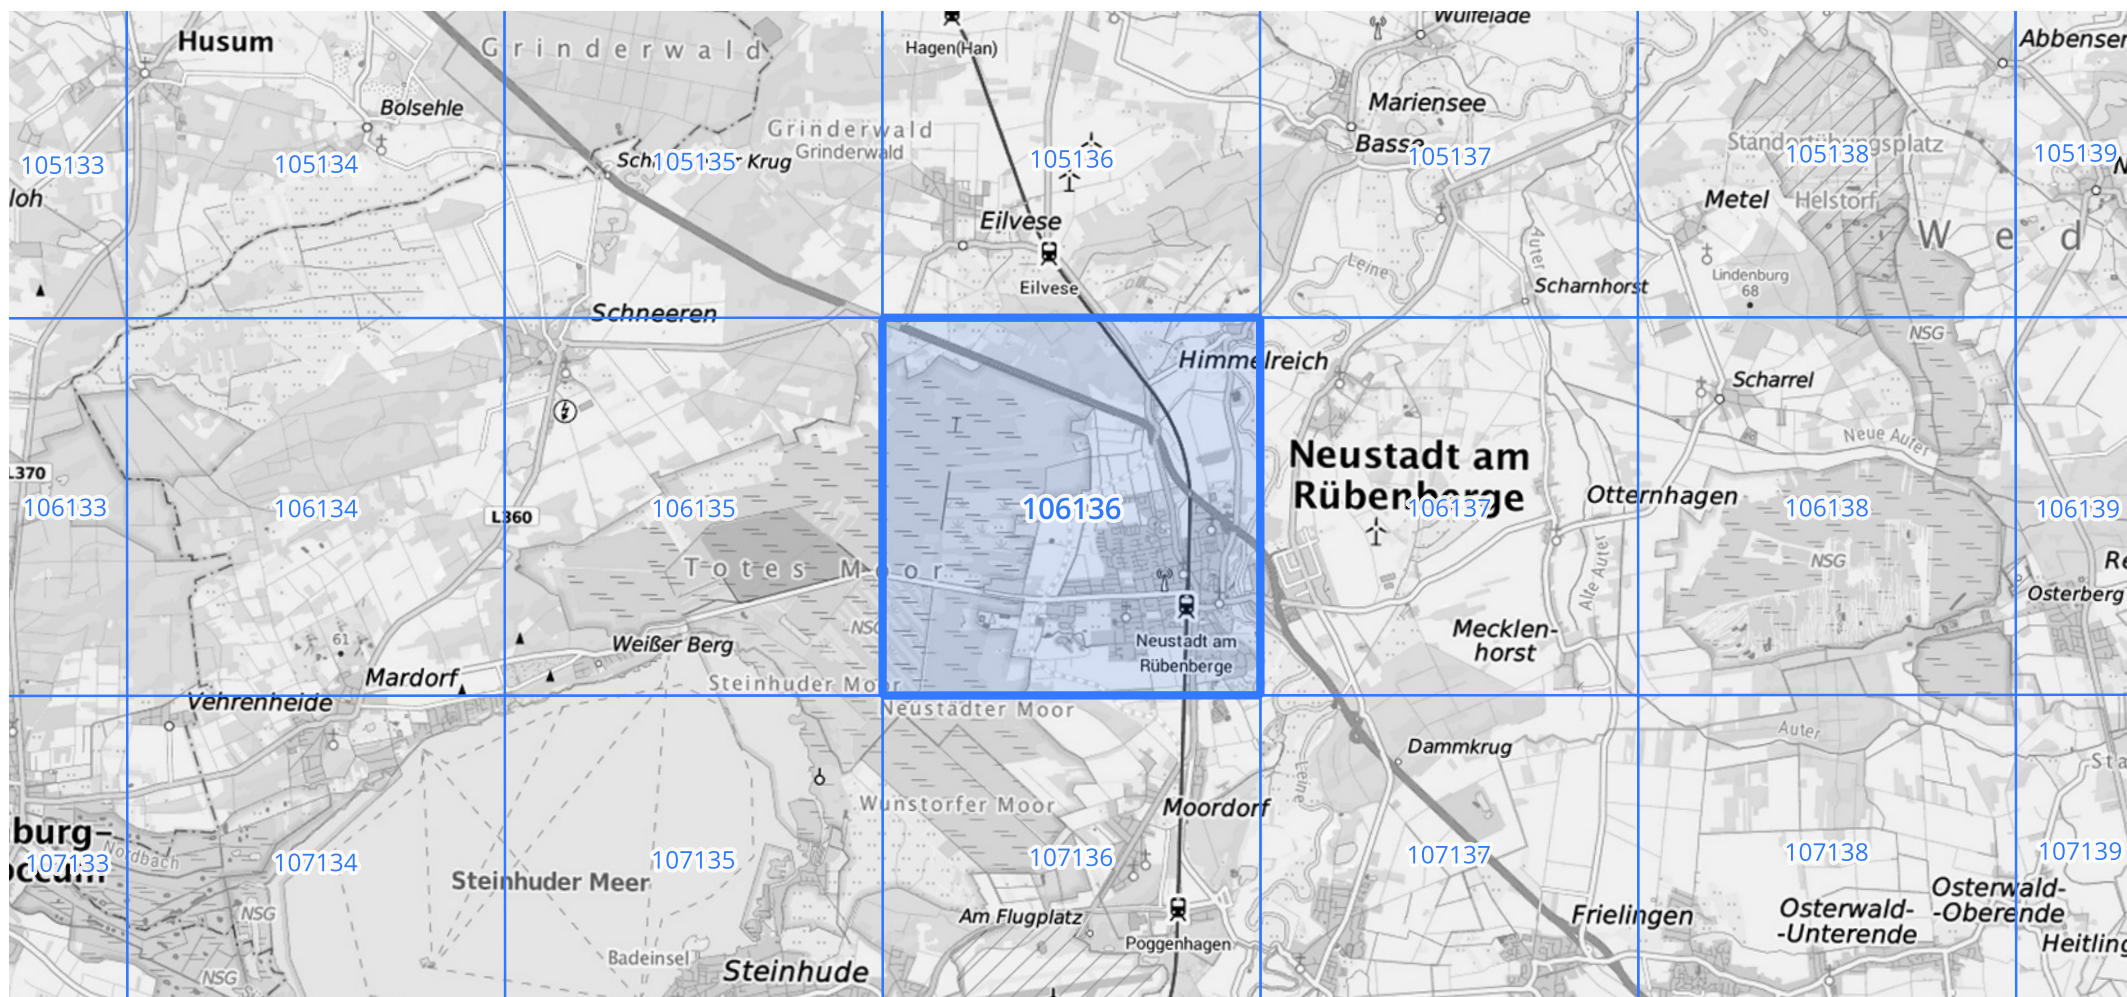 Husum
Grinderwald
Hagen(Han)
Wulfelade
Abbensen
Bolsehle
Mariensee
Grinderwald
Grinderwald
Basse
Standortübungsplatz
Helstorf
105133
105134
105135
Krug
105136
105137
105138
105139
loh
Metel
Eilvese
Eilvese
Wed
Auter
Leine
Scharnhorst
Lindenburg
68
Schneeren
NSG
Himmelreich
Scharrel
Neue Auter
L370
Neustadt am
Rübenberge
Otternhagen
L360
106133
106134
106135
106136
106137
106138
106139
Totes Moor
NSG
Alte Auter
Osterberg
NSG
61
Weißer Berg
Neustadt am
Rübenberge
Mecklen-
horst
Mardorf
Steinhuder Moor
Vehrenheide
Neustädter Moor
Auter
Dammkrug
Leine
Wunstorfer Moor
Moordorf
burg-
Nordbach
107133
107134
107135
107136
107137
107138
107139
Steinhuder Meer
NSG
Am Flugplatz
Poggenhagen
Frielingen
Osterwald-
-Unterende
Osterwald-
-Oberende
Heitling
Badeinsel
Steinhude
NSG